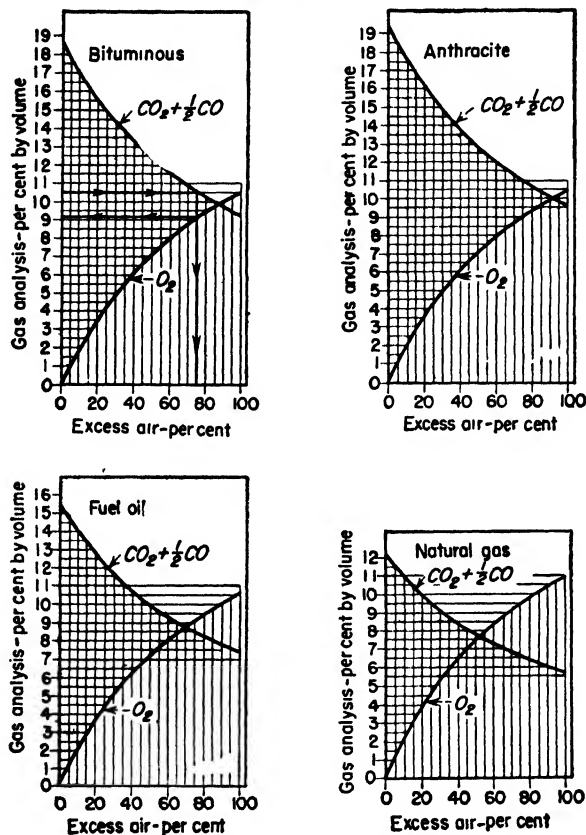 Bituminous
CO₂+½CO
O₂
Gas analysis-per cent by volume
19
18
17
16
15
14
13
12
11
10
9
8
7
6
5
4
3
2
1
0
0 20 40 60 80 100
Excess air-per cent
Anthracite
CO₂+½CO
O₂
Gas analysis-per cent by volume
19
18
17
16
15
14
13
12
11
10
9
8
7
6
5
4
3
2
1
0
0 20 40 60 80 100
Excess air-per cent
Fuel oil
CO₂+½CO
O₂
Gas analysis-per cent by volume
16
15
14
13
12
11
10
9
8
7
6
5
4
3
2
1
0
0 20 40 60 80 100
Excess air-per cent
Natural gas
CO₂+½CO
O₂
Gas analysis-per cent by volume
12
11
10
9
8
7
6
5
4
3
2
1
0
0 20 40 60 80 100
Excess air-per cent